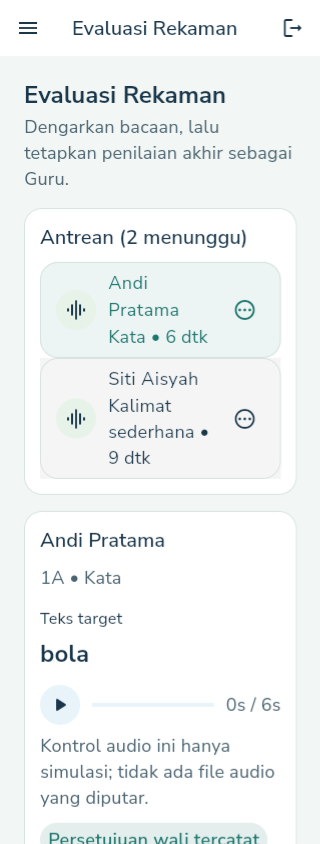 Evaluasi Rekaman
Evaluasi Rekaman
Dengarkan bacaan, lalu
tetapkan penilaian akhir sebagai
Guru.
Antrean (2 menunggu)
Andi
Pratama
Kata • 6 dtk
Siti Aisyah
Kalimat
sederhana •
9 dtk
Andi Pratama
1A • Kata
Teks target
bola
0s / 6s
Kontrol audio ini hanya
simulasi; tidak ada file audio
yang diputar.
Persetujuan wali tercatat